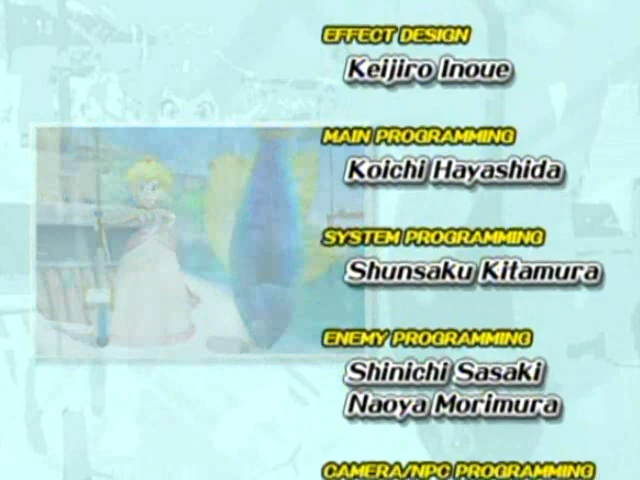 EFFECT DESIGN
Keijiro Inoue
MAIN PROGRAMMING
Koichi Hayashida
SYSTEM PROGRAMMING
Shunsaku Kitamura
ENEMY PROGRAMMING
Shinichi Sasaki
Naoya Morimura
CAMERA/NPC PROGRAMMING